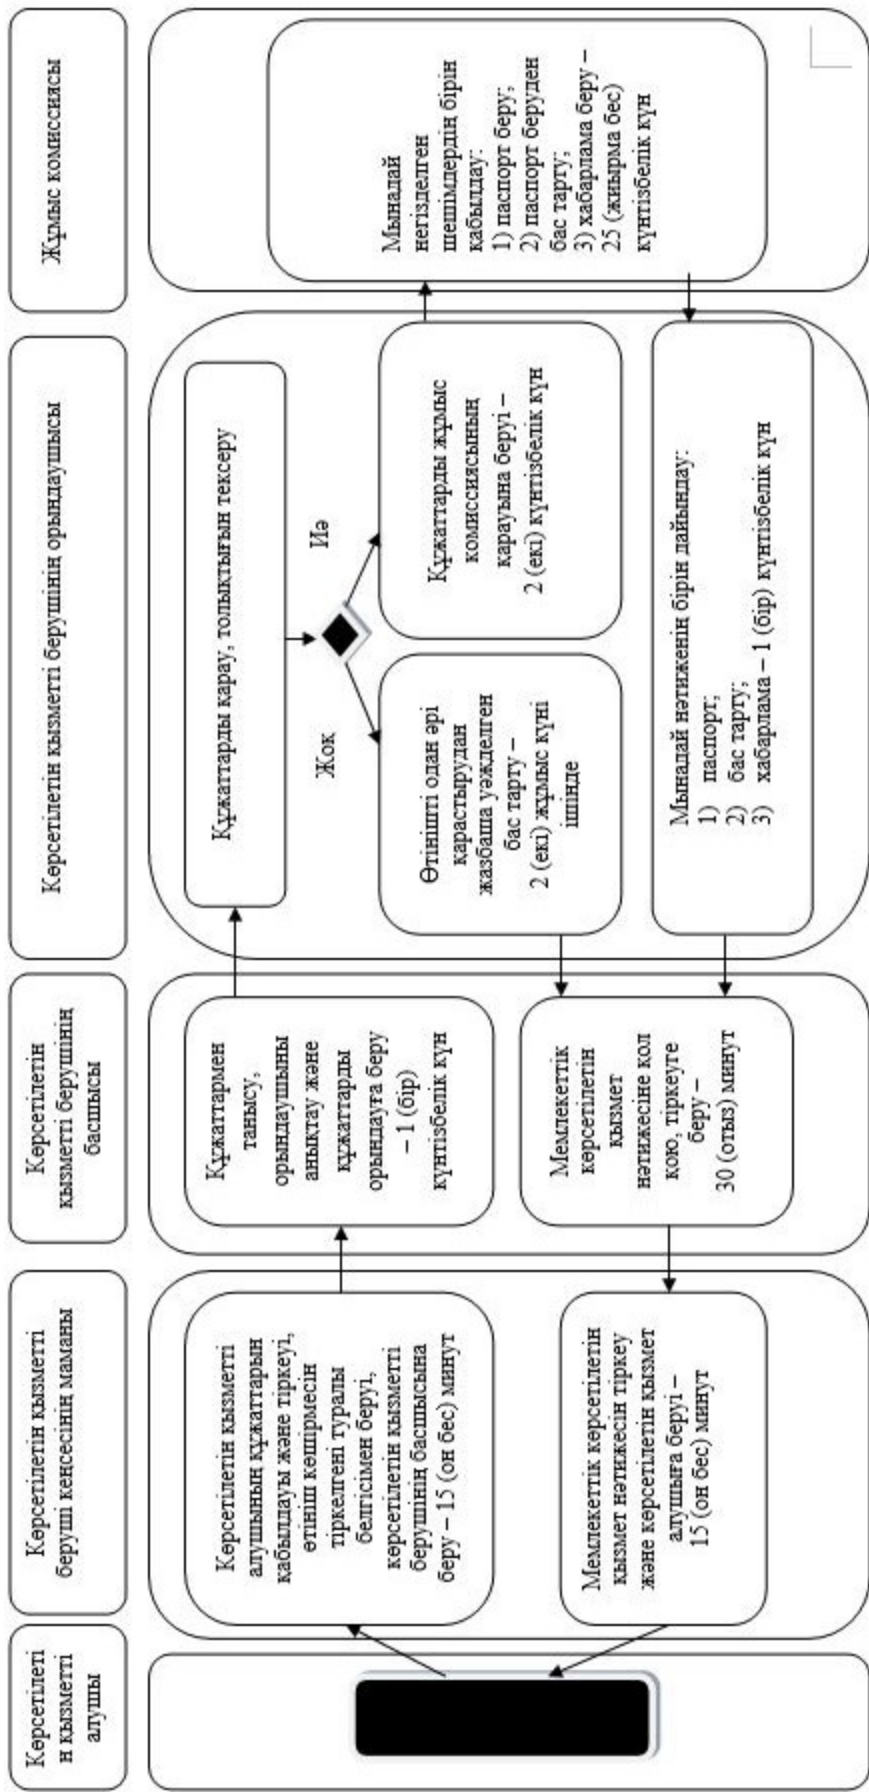 Көрсетілеті
н қызметті
алушы
Көрсетілетін қызметті
беруші кеңсесінің маманы
Көрсетілетін
қызметті берушінің
басшысы
Көрсетілетін қызметті берушінің орындаушысы
Жұмыс комиссиясы
Көрсетілетін қызметті
алушының құжаттарын
қабылдауы және тіркеуі,
өтініш көшірмесін
тіркелгені туралы
белгісімен беруі,
көрсетілетін қызметті
берушінің басшысына
беру – 15 (он бес) минут
Құжаттармен
танысу,
орындаушыны
анықтау және
құжаттарды
орындауға беру
– 1 (бір)
күнтізбелік күн
Құжаттарды қарау, толықтығын тексеру
Жоқ
Иә
Өтінішті одан әрі
қарастырудан
жазбаша уәжделген
бас тарту –
2 (екі) жұмыс күні
ішінде
Құжаттарды жұмыс
комиссиясының
қарауына беруі –
2 (екі) күнтізбелік күн
Мынадай
негізделген
шешімдердің бірін
қабылдау:
1) паспорт беру;
2) паспорт беруден
бас тарту;
3) хабарлама беру –
25 (жиырма бес)
күнтізбелік күн
Мынадай нәтиженің бірін дайындау:
1) паспорт;
2) бас тарту;
3) хабарлама – 1 (бір) күнтізбелік күн
Мемлекеттік
көрсетілетін
қызмет
нәтижесіне қол
қою, тіркеуге
беру –
30 (отыз) минут
Мемлекеттік көрсетілетін
қызмет нәтижесін тіркеу
және көрсетілетін қызмет
алушыға беруі –
15 (он бес) минут